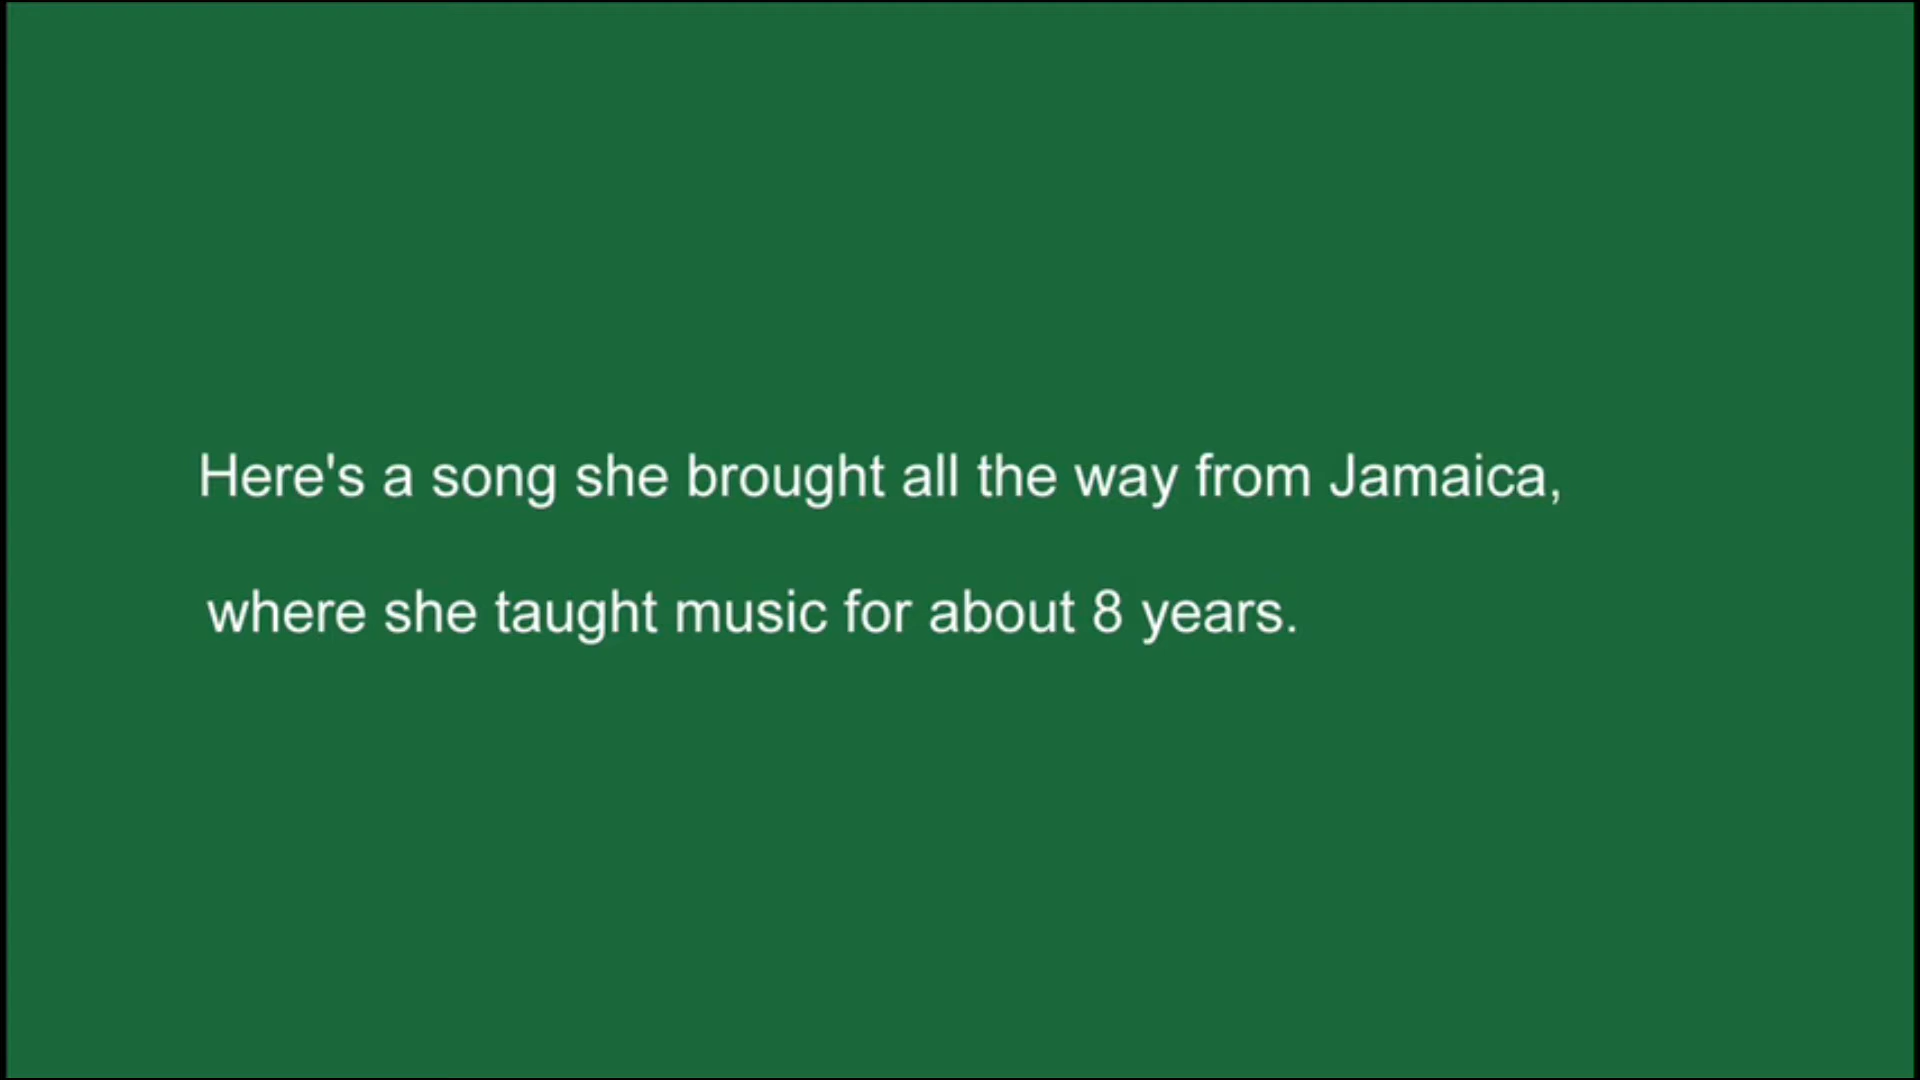 Here's a song she brought all the way from Jamaica,
where she taught music for about 8 years.